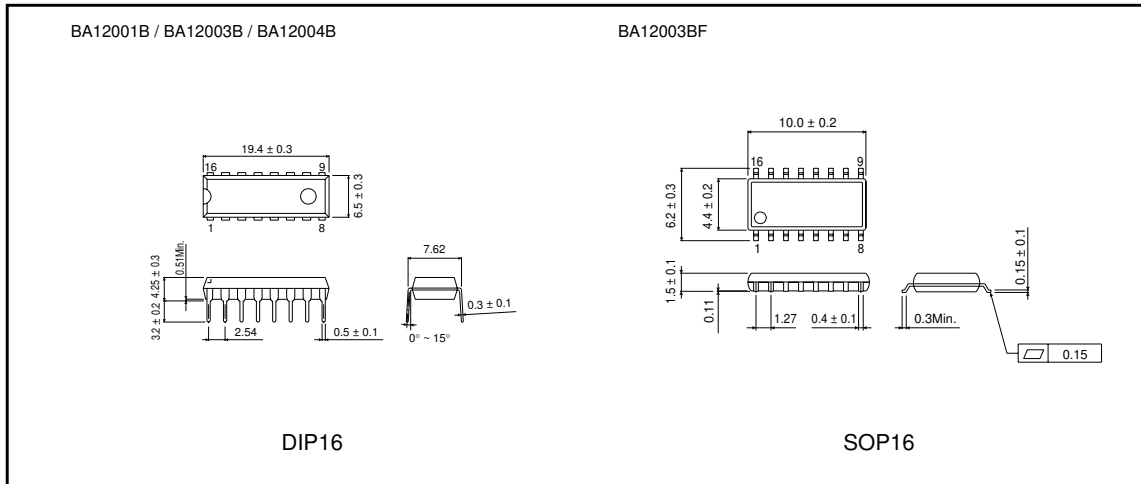 BA12001B / BA12003B / BA12004B
19.4 ± 0.3
16
9
6.5 ± 0.3
1
8
0.51Min.
4.25 ± 0.3
3.2 ± 0.2
2.54
0.5 ± 0.1
7.62
0.3 ± 0.1
0° ~ 15°
DIP16
BA12003BF
10.0 ± 0.2
16
9
6.2 ± 0.3
4.4 ± 0.2
1
8
1.5 ± 0.1
0.11
1.27
0.4 ± 0.1
0.3Min.
0.15 ± 0.1
0.15
SOP16